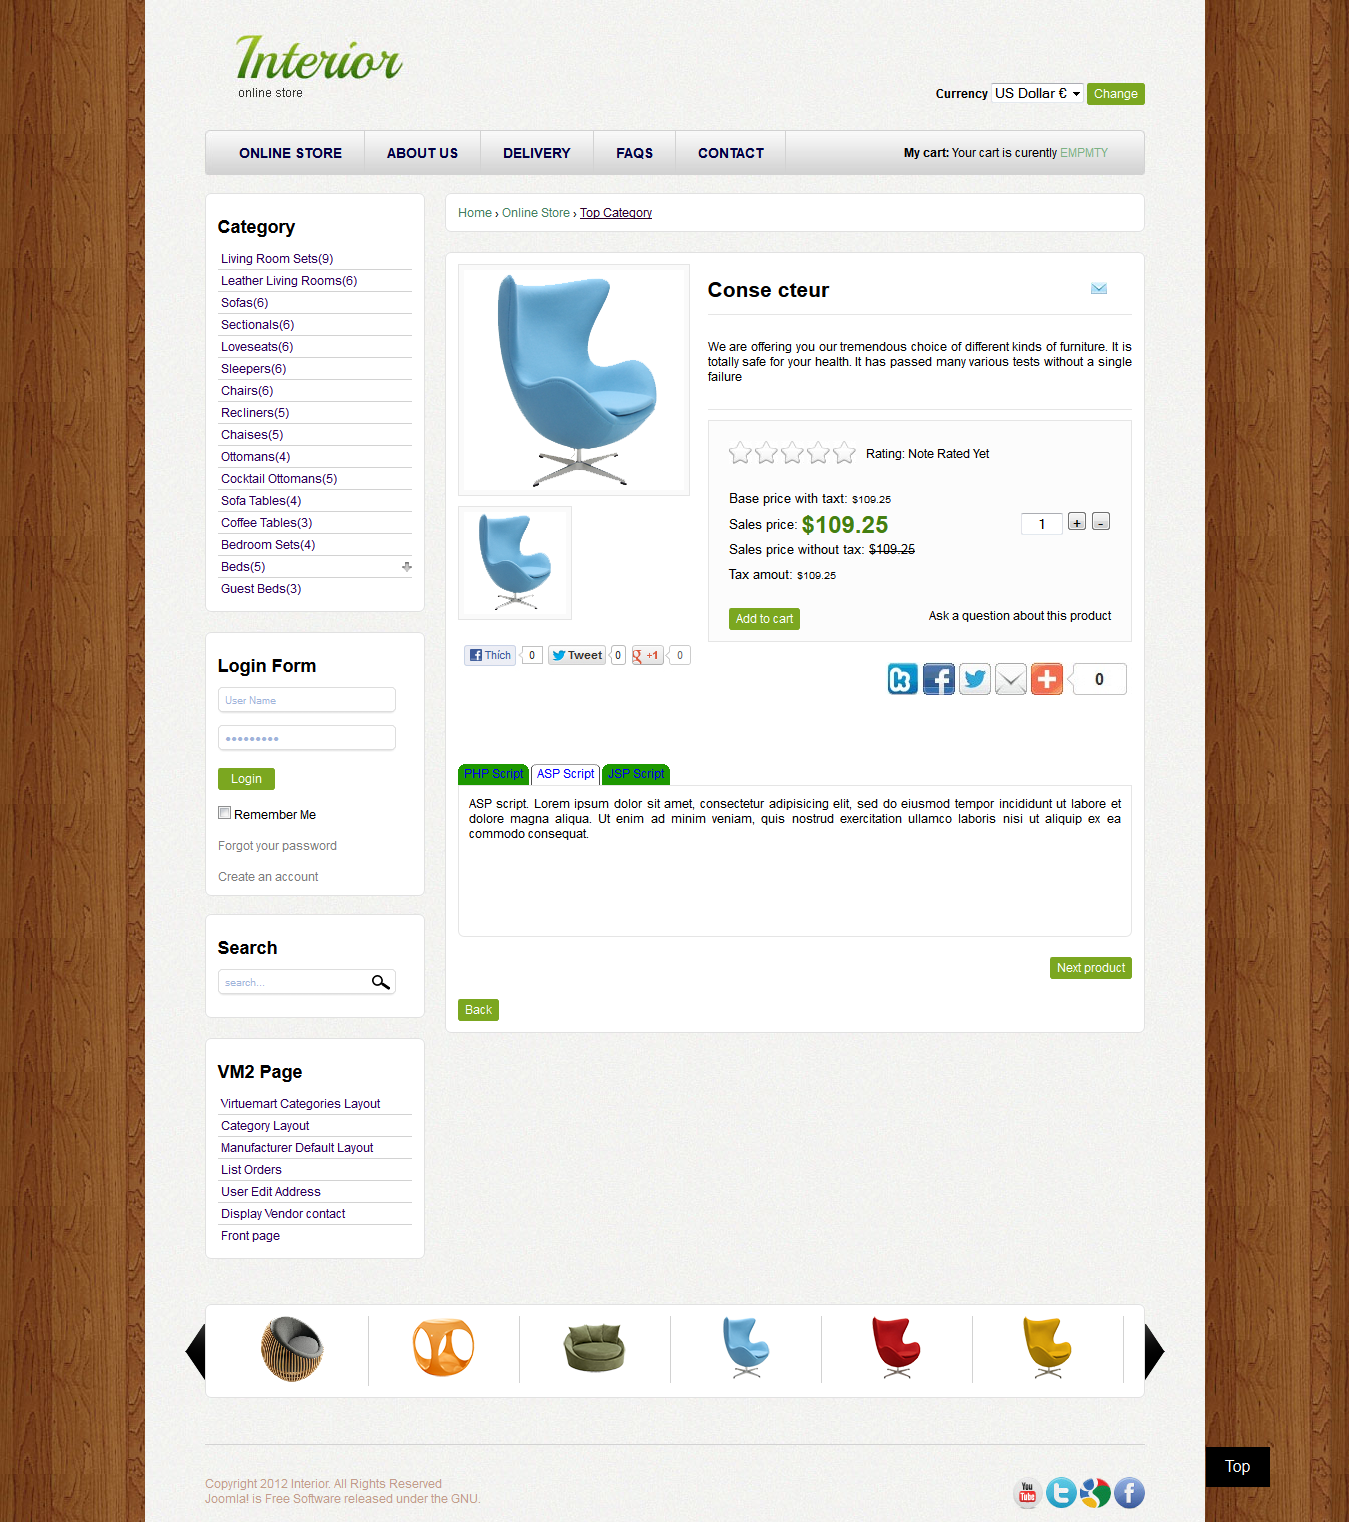 Interior
online store
Currency US Dollar € Change
ONLINE STORE ABOUT US DELIVERY FAQS CONTACT
My cart: Your cart is curently EMPMTY
Category
Living Room Sets(9)
Leather Living Rooms(6)
Sofas(6)
Sectionals(6)
Loveseats(6)
Sleepers(6)
Chairs(6)
Recliners(5)
Chaises(5)
Ottomans(4)
Cocktail Ottomans(5)
Sofa Tables(4)
Coffee Tables(3)
Bedroom Sets(4)
Beds(5)
Guest Beds(3)
Login Form
User Name
•••••••••
Login
Remember Me
Forgot your password
Create an account
Search
search...
VM2 Page
Virtuemart Categories Layout
Category Layout
Manufacturer Default Layout
List Orders
User Edit Address
Display Vendor contact
Front page
Home › Online Store › Top Category
Conse cteur
We are offering you our tremendous choice of different kinds of furniture. It is
totally safe for your health. It has passed many various tests without a single
failure
Rating: Note Rated Yet
Base price with taxt: $109.25
Sales price: $109.25
1 + -
Sales price without tax: $109.25
Tax amout: $109.25
Add to cart
Ask a question about this product
Thích 0 Tweet 0 g +1 0
0
PHP Script ASP Script JSP Script
ASP script. Lorem ipsum dolor sit amet, consectetur adipisicing elit, sed do eiusmod tempor incididunt ut labore et
dolore magna aliqua. Ut enim ad minim veniam, quis nostrud exercitation ullamco laboris nisi ut aliquip ex ea
commodo consequat.
Next product
Back
Copyright 2012 Interior. All Rights Reserved
Joomla! is Free Software released under the GNU.
You Tube
Top